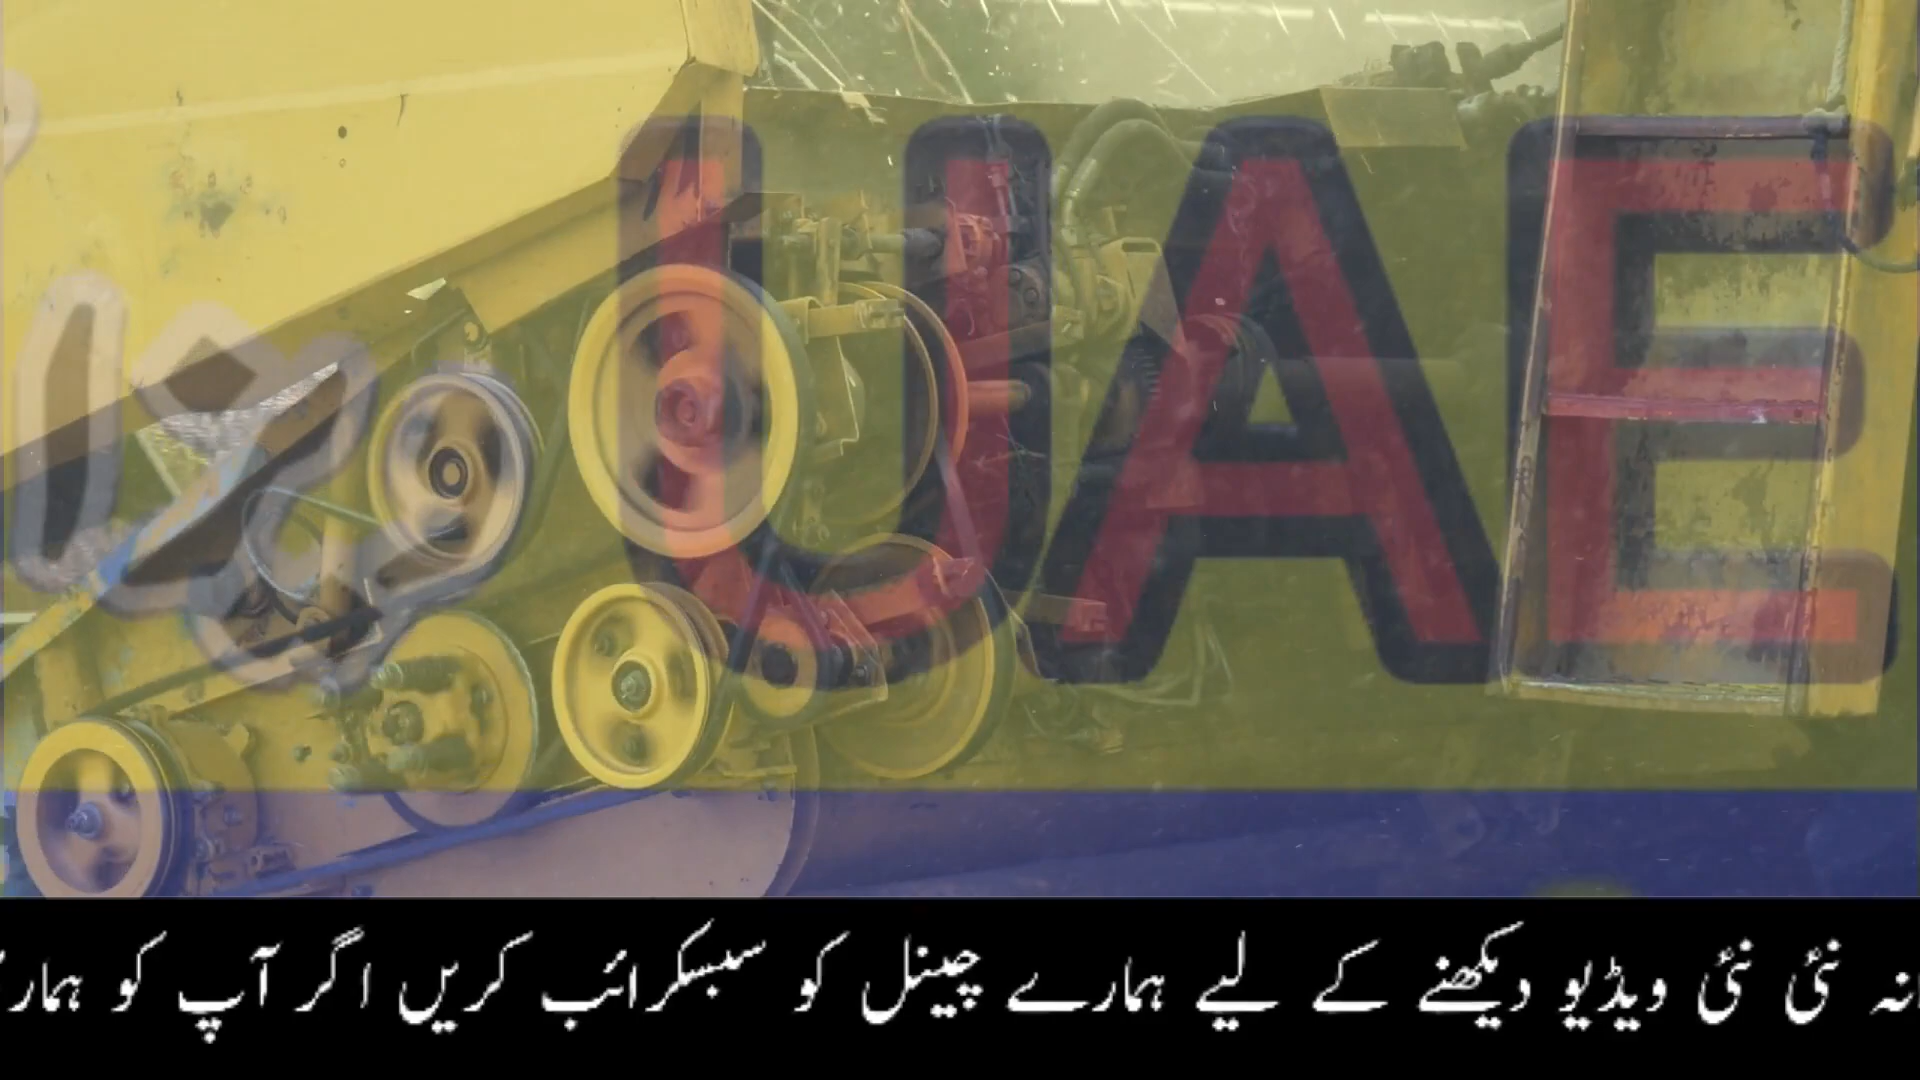 UAE
نئی نئی ویڈیو دیکھنے کے لیے ہمارے چینل کو سبسکرائب کریں اگر آپ کو